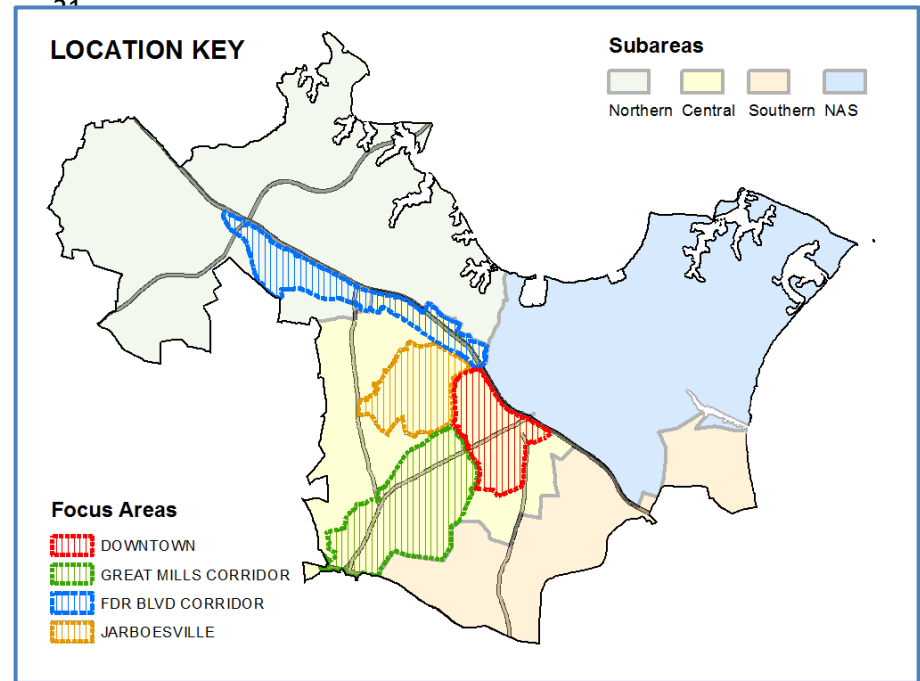 LOCATION KEY
Subareas
Northern Central Southern NAS
Focus Areas
DOWNTOWN
GREAT MILLS CORRIDOR
FDR BLVD CORRIDOR
JARBOESVILLE